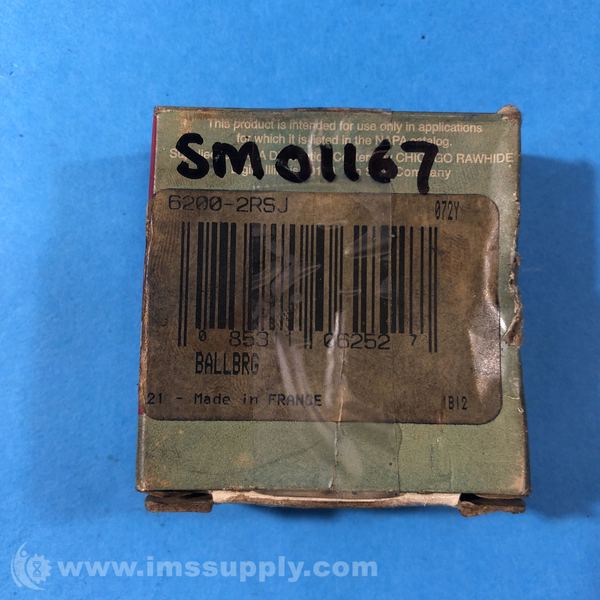 This product is intended for use only in applications
for which it is listed in the NAPA catalog.
CHICAGO RAWHIDE
Company
SM01167
6200-2RSJ 072Y
0 853 06252 7
BALLBRG
21 - Made in FRANCE 1B12
www.imssupply.com